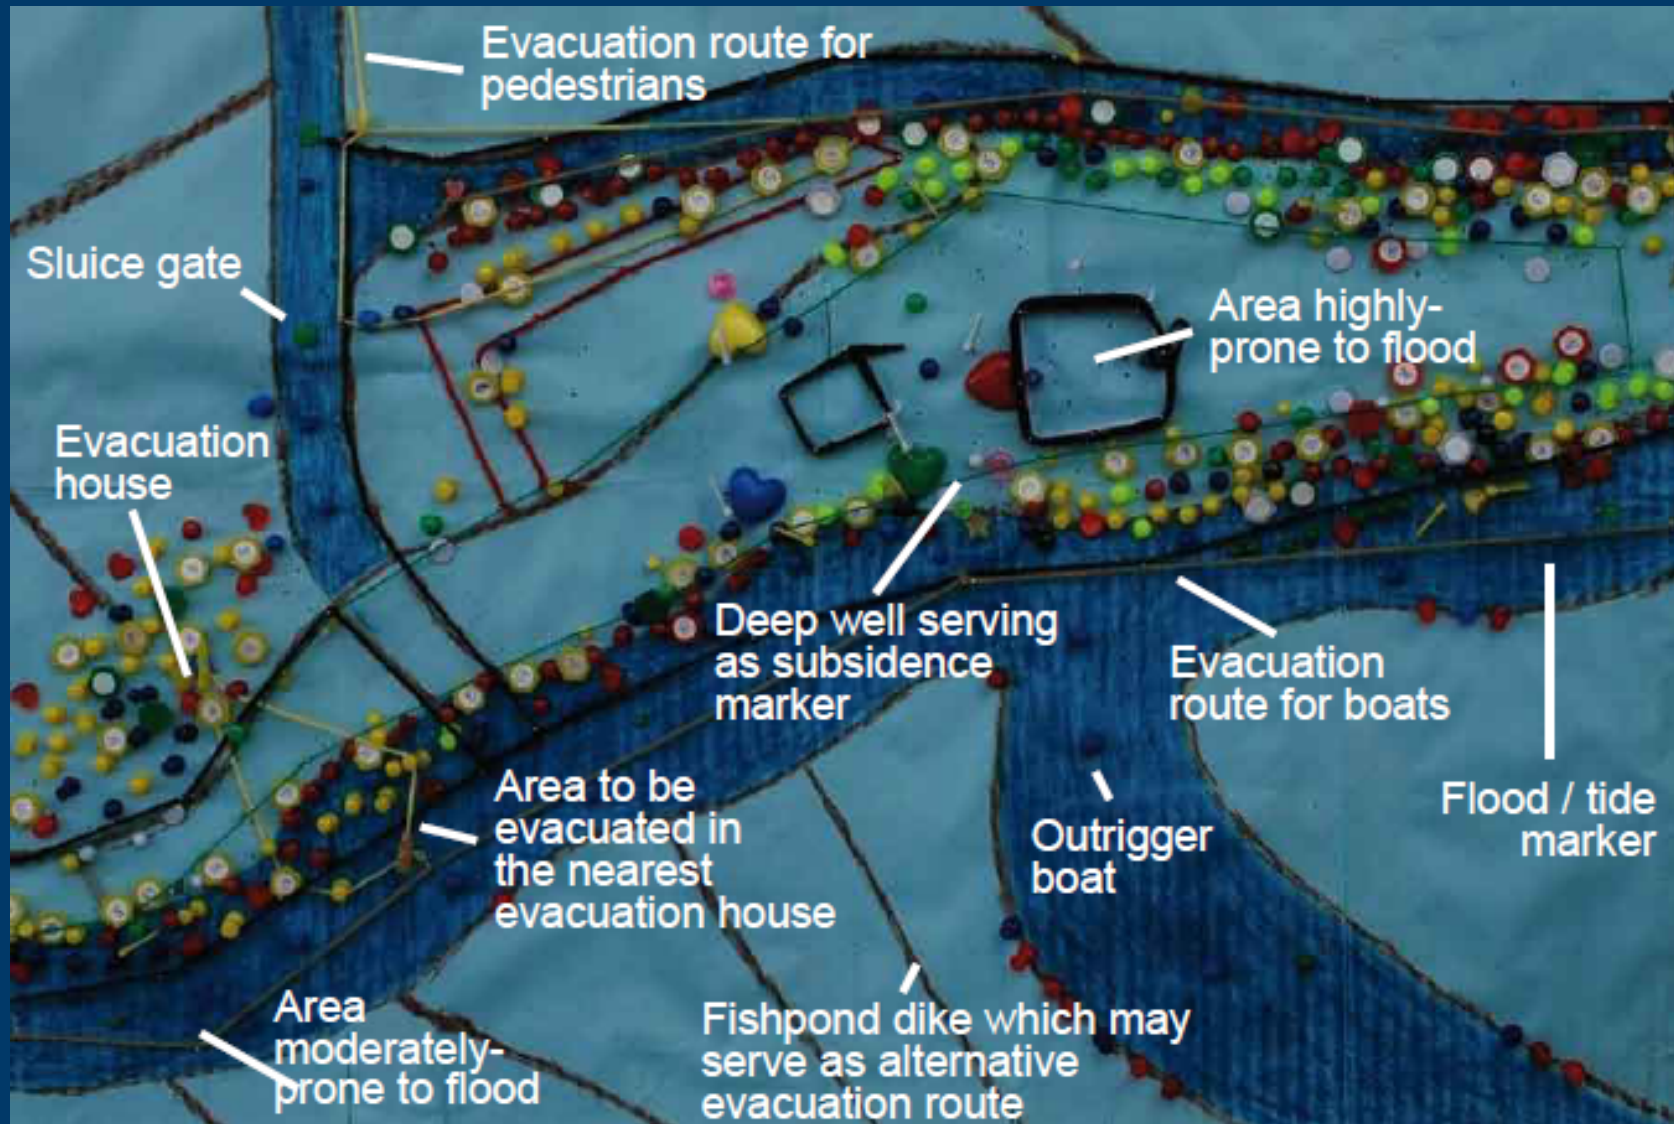 Evacuation route for
pedestrians
Sluice gate
Area highly-
prone to flood
Evacuation
house
Deep well serving
as subsidence
marker
Evacuation
route for boats
Flood / tide
marker
Outrigger
boat
Area to be
evacuated in
the nearest
evacuation house
Area
moderately-
prone to flood
Fishpond dike which may
serve as alternative
evacuation route